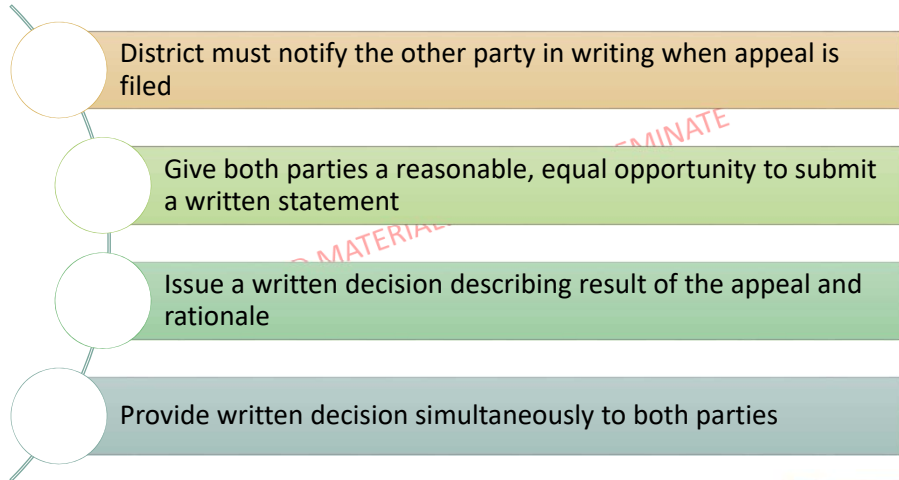 District must notify the other party in writing when appeal is
filed
Give both parties a reasonable, equal opportunity to submit
a written statement
Issue a written decision describing result of the appeal and
rationale
Provide written decision simultaneously to both parties